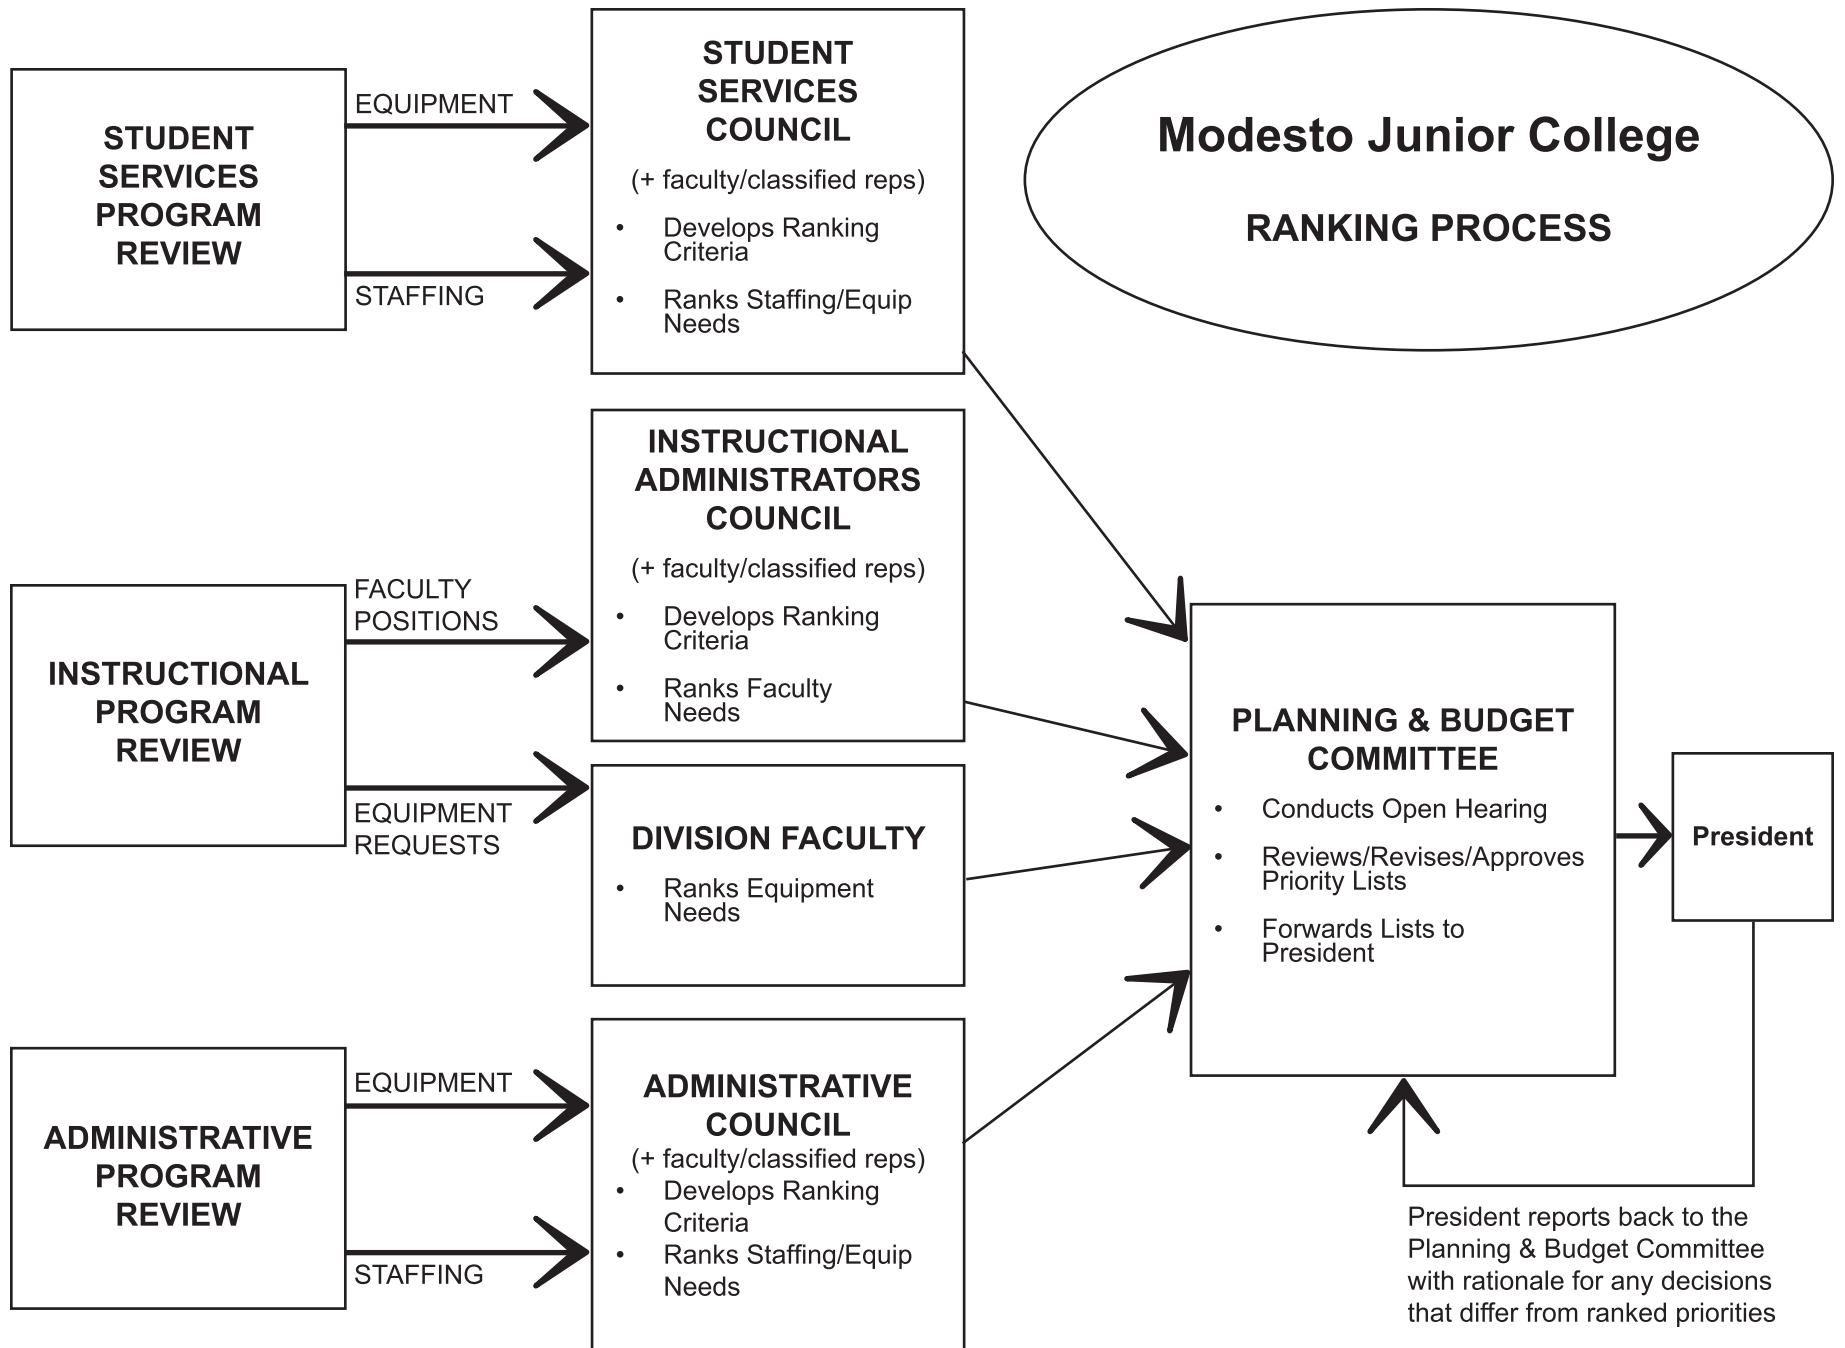 Modesto Junior College
RANKING PROCESS
STUDENT
SERVICES
PROGRAM
REVIEW
EQUIPMENT
STAFFING
STUDENT
SERVICES
COUNCIL
(+ faculty/classified reps)
• Develops Ranking
Criteria
• Ranks Staffing/Equip
Needs
INSTRUCTIONAL
PROGRAM
REVIEW
FACULTY
POSITIONS
EQUIPMENT
REQUESTS
INSTRUCTIONAL
ADMINISTRATORS
COUNCIL
(+ faculty/classified reps)
• Develops Ranking
Criteria
• Ranks Faculty
Needs
DIVISION FACULTY
• Ranks Equipment
Needs
ADMINISTRATIVE
PROGRAM
REVIEW
EQUIPMENT
STAFFING
ADMINISTRATIVE
COUNCIL
(+ faculty/classified reps)
• Develops Ranking
Criteria
• Ranks Staffing/Equip
Needs
PLANNING & BUDGET
COMMITTEE
• Conducts Open Hearing
• Reviews/Revises/Approves
Priority Lists
• Forwards Lists to
President
President
President reports back to the
Planning & Budget Committee
with rationale for any decisions
that differ from ranked priorities